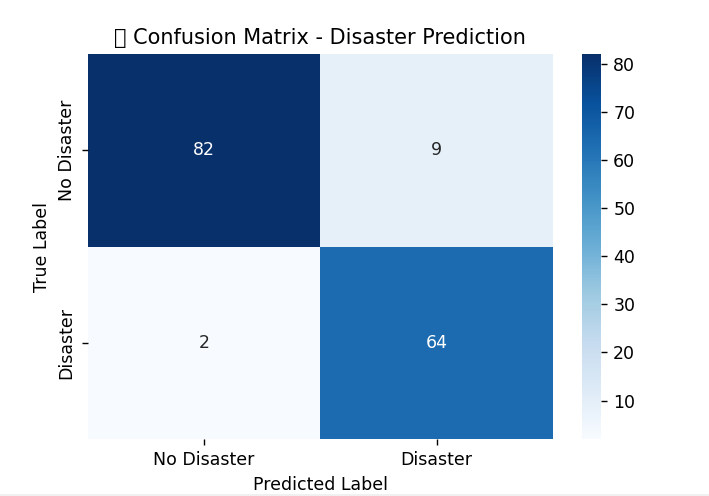 Confusion Matrix - Disaster Prediction
True Label
No Disaster
Disaster
82
9
2
64
No Disaster
Disaster
Predicted Label
80
70
60
50
40
30
20
10